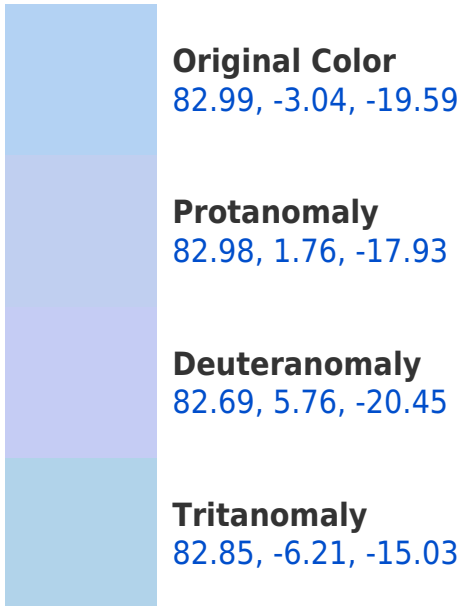 Original Color
82.99, -3.04, -19.59
Protanomaly
82.98, 1.76, -17.93
Deuteranomaly
82.69, 5.76, -20.45
Tritanomaly
82.85, -6.21, -15.03